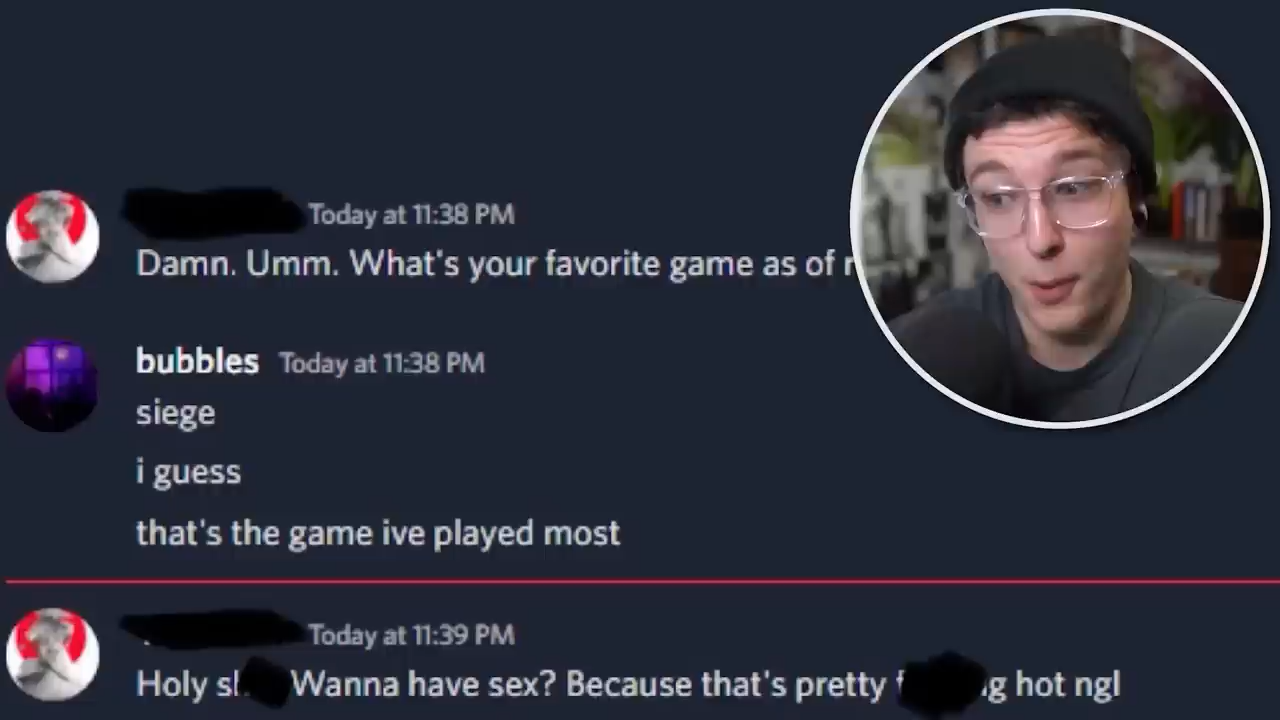 Today at 11:38 PM
Damn. Umm. What's your favorite game as of
bubbles Today at 11:38 PM
siege
i guess
that's the game ive played most
Today at 11:39 PM
Holy Wanna have sex? Because that's pretty hot ngl